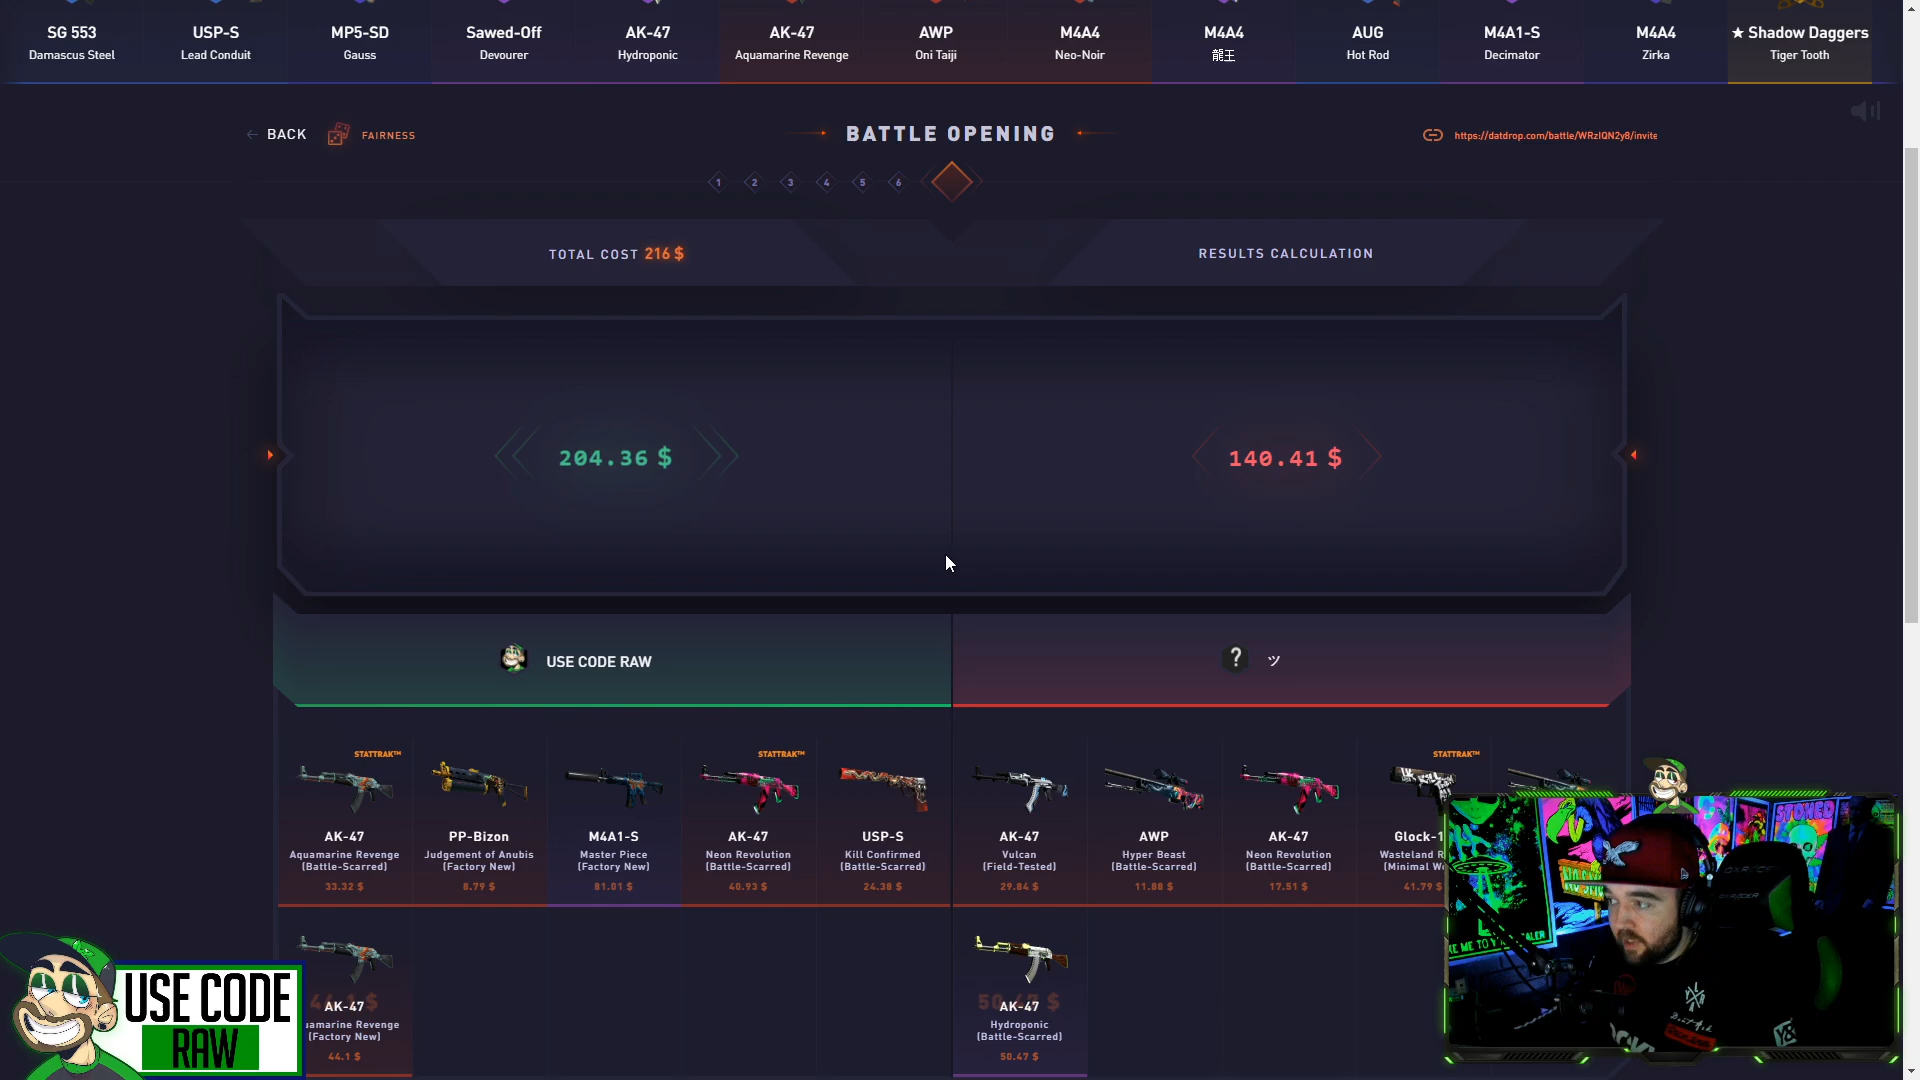 SG 553
Damascus Steel
USP-S
Lead Conduit
MP5-SD
Gauss
Sawed-Off
Devourer
AK-47
Hydroponic
AK-47
Aquamarine Revenge
AWP
Oni Taiji
M4A4
Neo-Noir
M4A4
龍王
AUG
Hot Rod
M4A1-S
Decimator
M4A4
Zirka
★ Shadow Daggers
Tiger Tooth
← BACK
FAIRNESS
BATTLE OPENING
https://datdrop.com/battle/WRzIQN2y8/invite
1 2 3 4 5 6
TOTAL COST 216 $
RESULTS CALCULATION
204.36 $
140.41 $
USE CODE RAW
?
ツ
STATTRAK™
AK-47
Aquamarine Revenge
(Battle-Scarred)
33.32 $
PP-Bizon
Judgement of Anubis
(Factory New)
8.79 $
M4A1-S
Master Piece
(Factory New)
81.01 $
STATTRAK™
AK-47
Neon Revolution
(Battle-Scarred)
40.93 $
USP-S
Kill Confirmed
(Battle-Scarred)
24.38 $
AK-47
Vulcan
(Field-Tested)
29.84 $
AWP
Hyper Beast
(Battle-Scarred)
11.88 $
AK-47
Neon Revolution
(Battle-Scarred)
17.51 $
STATTRAK™
Glock-1
Wasteland R
(Minimal W
41.79 $
AK-47
amarine Revenge
(Factory New)
44.1 $
AK-47
Hydroponic
(Battle-Scarred)
50.47 $
50.47 $
USE CODE
RAW
STONED